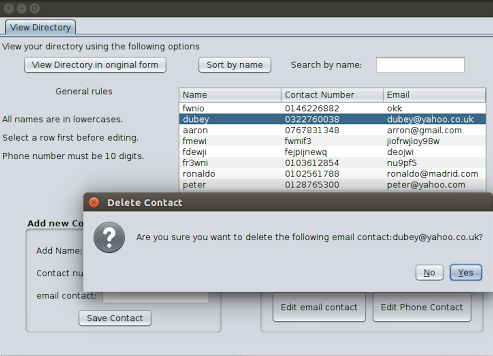 View Directory
View your directory using the following options
View Directory in original form Sort by name Search by name:
General rules
All names are in lowercases.
Select a row first before editing.
Phone number must be 10 digits.
Name Contact Number Email
fwnio 0146226882 okk
dubey 0322760038 dubey@yahoo.co.uk
aaron 0767831348 arron@gmail.com
fmewi fwmif3 jiofrwjioy98w
fdewji fejpijnewq deojwi
fr3wni 0103612854 nu9pf5
ronaldo 0102561788 ronaldo@madrid.com
peter 0128765300 peter@yahoo.com
Delete Contact
Are you sure you want to delete the following email contact:dubey@yahoo.co.uk?
No Yes
Add new Co
Add Name:
Contact nu
email contact:
Save Contact
Edit email contact Edit Phone Contact